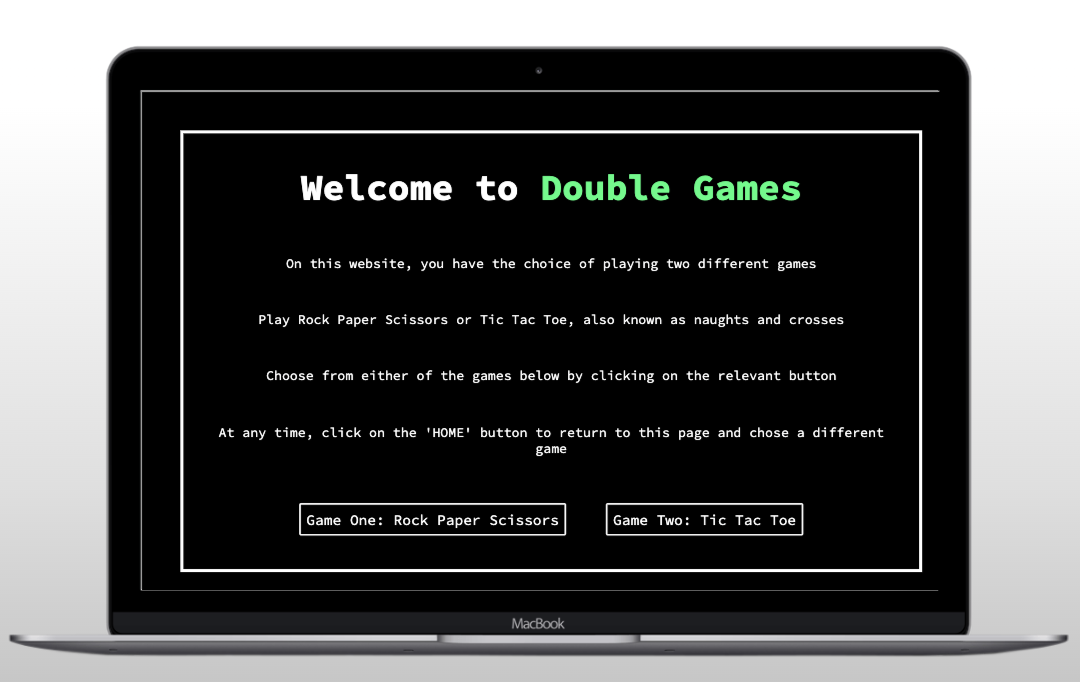 Welcome to Double Games
On this website, you have the choice of playing two different games
Play Rock Paper Scissors or Tic Tac Toe, also known as naughts and crosses
Choose from either of the games below by clicking on the relevant button
At any time, click on the 'HOME' button to return to this page and chose a different
game
Game One: Rock Paper Scissors
Game Two: Tic Tac Toe
MacBook